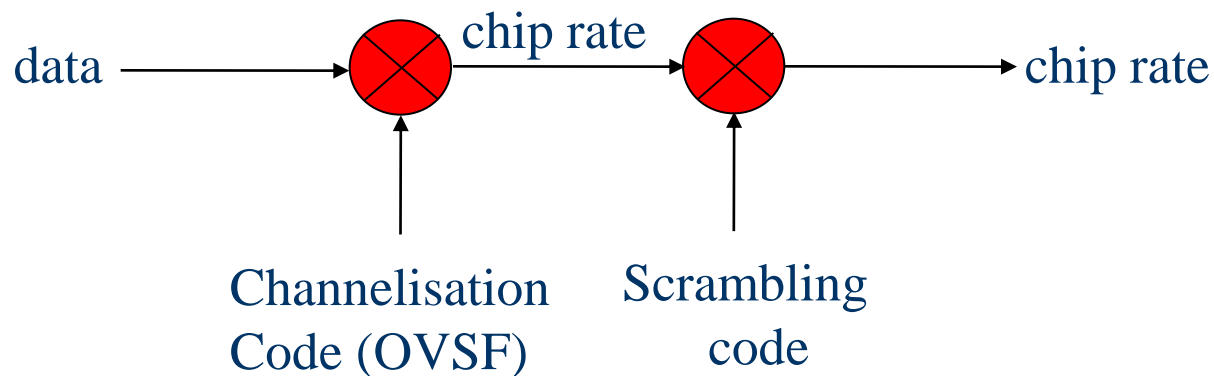 data
chip rate
chip rate
Channelisation
Code (OVSF)
Scrambling
code